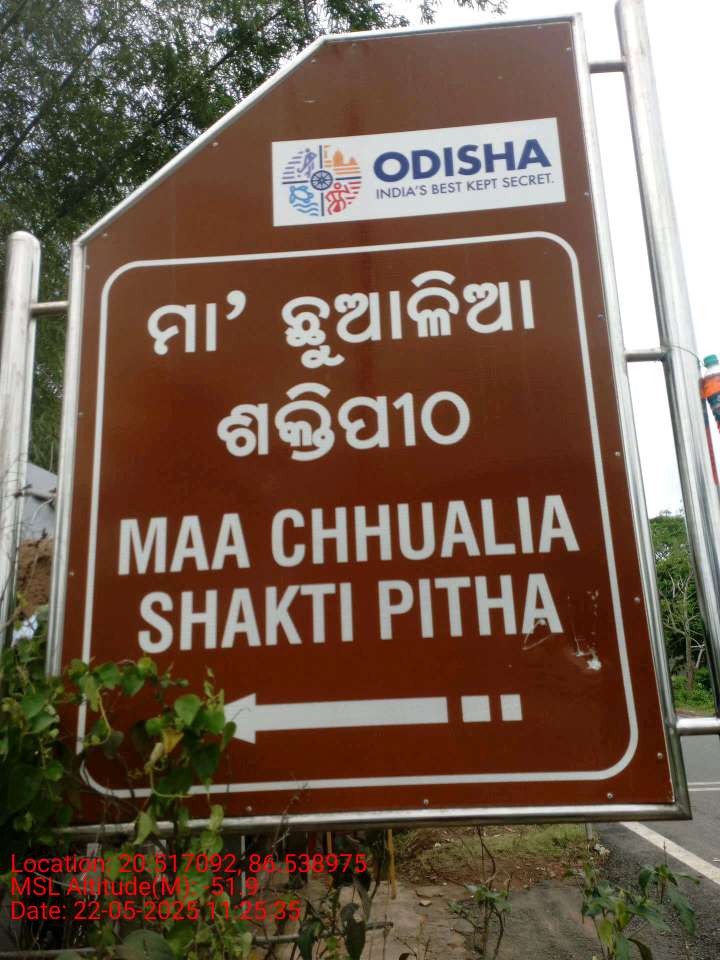 ODISHA
INDIA'S BEST KEPT SECRET.
ମା’ ଛୁଆଳିଆ
ଶକ୍ତିପୀଠ
MAA CHHUALIA
SHAKTI PITHA
Location: 20.517092, 86.538975
MSL Altitude(M): -51.9
Date: 22-05-2025 11:25:35